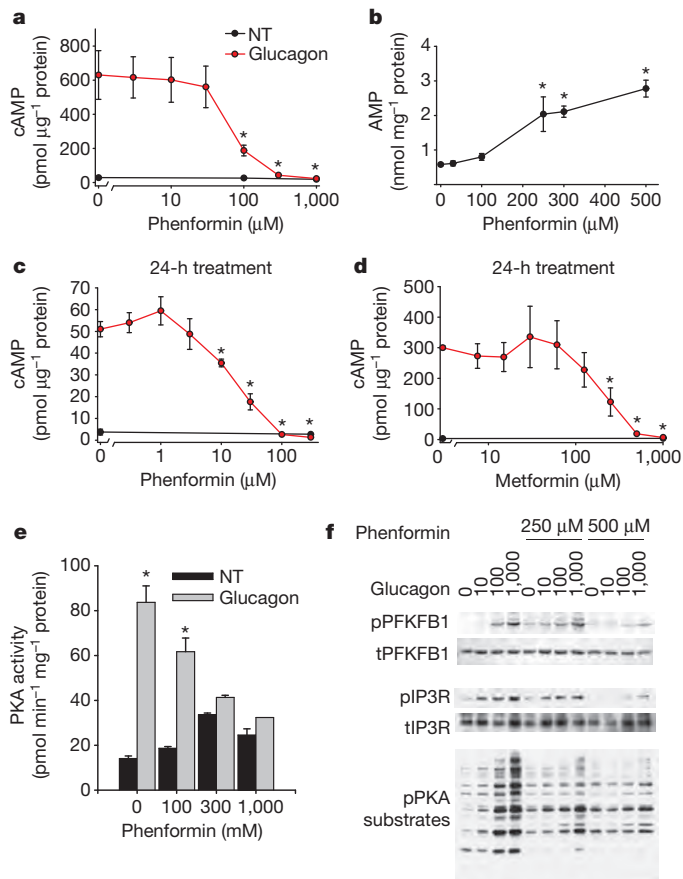 a
NT
Glucagon
cAMP
(pmol μg⁻¹ protein)
800
600
400
200
0
0 10 100 1,000
Phenformin (μM)
b
AMP
(nmol mg⁻¹ protein)
4
3
2
1
0 100 200 300 400 500
Phenformin (μM)
*
*
*
*
*
*
c
24-h treatment
cAMP
(pmol μg⁻¹ protein)
70
60
50
40
30
20
10
0
0 1 10 100
Phenformin (μM)
*
*
*
*
d
24-h treatment
cAMP
(pmol μg⁻¹ protein)
500
400
300
200
100
0
0 10 100 1,000
Metformin (μM)
*
*
*
e
NT
Glucagon
PKA activity
(pmol min⁻¹ mg⁻¹ protein)
100
80
60
40
20
0
*
*
0 100 300 1,000
Phenformin (mM)
f
Phenformin 250 μM 500 μM
Glucagon 0 10 100 1,000 0 10 100 1,000 0 10 100 1,000
pPFKFB1
tPFKFB1
pIP3R
tIP3R
pPKA
substrates